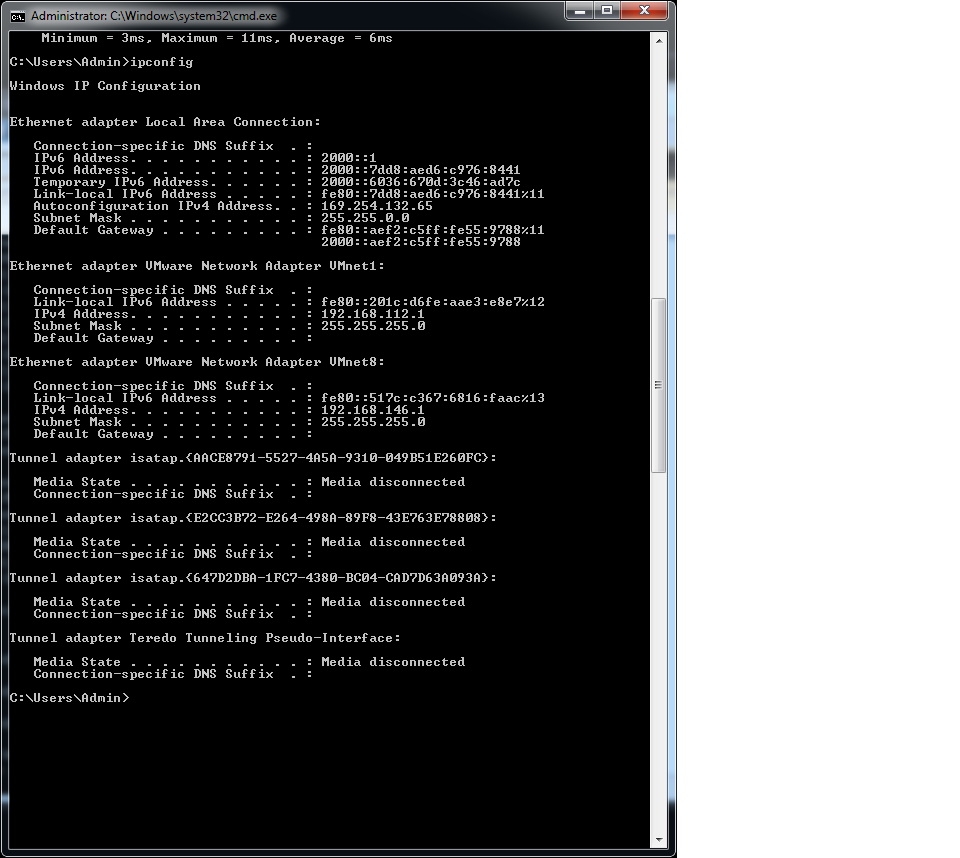 Administrator: C:\Windows\system32\cmd.exe
Minimum = 3ms, Maximum = 11ms, Average = 6ms
C:\Users\Admin>ipconfig
Windows IP Configuration
Ethernet adapter Local Area Connection:
Connection-specific DNS Suffix  . :
IPv6 Address. . . . . . . . . . . : 2000::1
IPv6 Address. . . . . . . . . . . : 2000::7dd8:aed6:c976:8441
Temporary IPv6 Address. . . . . . : 2000::6036:670d:3c46:ad7c
Link-local IPv6 Address . . . . . : fe80::7dd8:aed6:c976:8441%11
Autoconfiguration IPv4 Address. . : 169.254.132.65
Subnet Mask . . . . . . . . . . . : 255.255.0.0
Default Gateway . . . . . . . . . : fe80::aef2:c5ff:fe55:9788%11
2000::aef2:c5ff:fe55:9788
Ethernet adapter VMware Network Adapter VMnet1:
Connection-specific DNS Suffix  . :
Link-local IPv6 Address . . . . . : fe80::201c:d6fe:aae3:e8e7%12
IPv4 Address. . . . . . . . . . . : 192.168.112.1
Subnet Mask . . . . . . . . . . . : 255.255.255.0
Default Gateway . . . . . . . . . :
Ethernet adapter VMware Network Adapter VMnet8:
Connection-specific DNS Suffix  . :
Link-local IPv6 Address . . . . . : fe80::517c:c367:6816:faac%13
IPv4 Address. . . . . . . . . . . : 192.168.146.1
Subnet Mask . . . . . . . . . . . : 255.255.255.0
Default Gateway . . . . . . . . . :
Tunnel adapter isatap.{AACE8791-5527-4A5A-9310-049B51E260FC}:
Media State . . . . . . . . . . . : Media disconnected
Connection-specific DNS Suffix  . :
Tunnel adapter isatap.{E2CC3B72-E264-498A-89F8-43E763E78808}:
Media State . . . . . . . . . . . : Media disconnected
Connection-specific DNS Suffix  . :
Tunnel adapter isatap.{647D2DBA-1FC7-4380-BC04-CAD7D63A093A}:
Media State . . . . . . . . . . . : Media disconnected
Connection-specific DNS Suffix  . :
Tunnel adapter Teredo Tunneling Pseudo-Interface:
Media State . . . . . . . . . . . : Media disconnected
Connection-specific DNS Suffix  . :
C:\Users\Admin>